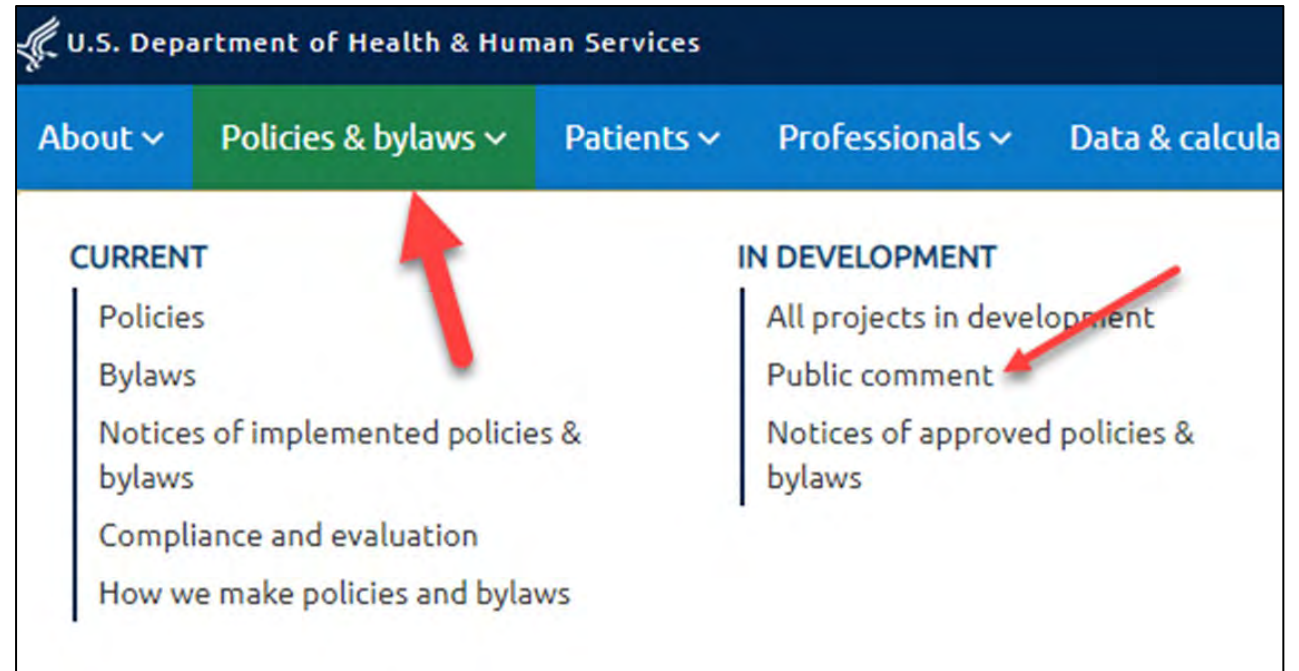 U.S. Department of Health & Human Services
About Policies & bylaws Patients Professionals Data & calcula
CURRENT
Policies
Bylaws
Notices of implemented policies &
bylaws
Compliance and evaluation
How we make policies and bylaws
IN DEVELOPMENT
All projects in development
Public comment
Notices of approved policies &
bylaws